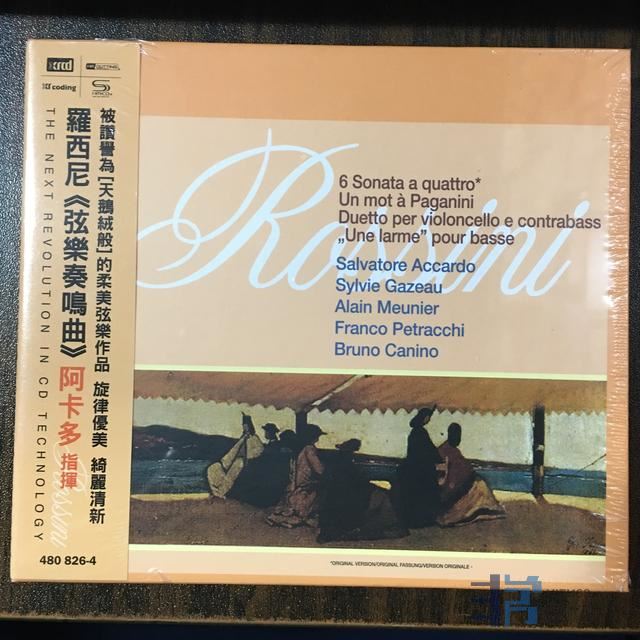 xrcd
coding
THE NEXT REVOLUTION IN CD TECHNOLOGY
羅西尼《弦樂奏鳴曲》阿卡多 指揮
被讚譽為[天鵝絨般]的柔美弦樂作品 旋律優美 綺麗清新
480 826-4
Rossini
6 Sonata a quattro*
Un mot à Paganini
Duetto per violoncello e contrabass
„Une larme” pour basse
Salvatore Accardo
Sylvie Gazeau
Alain Meunier
Franco Petracchi
Bruno Canino
*ORIGINAL VERSION/ORIGINAL FASSUNG/VERSION ORIGINALE -